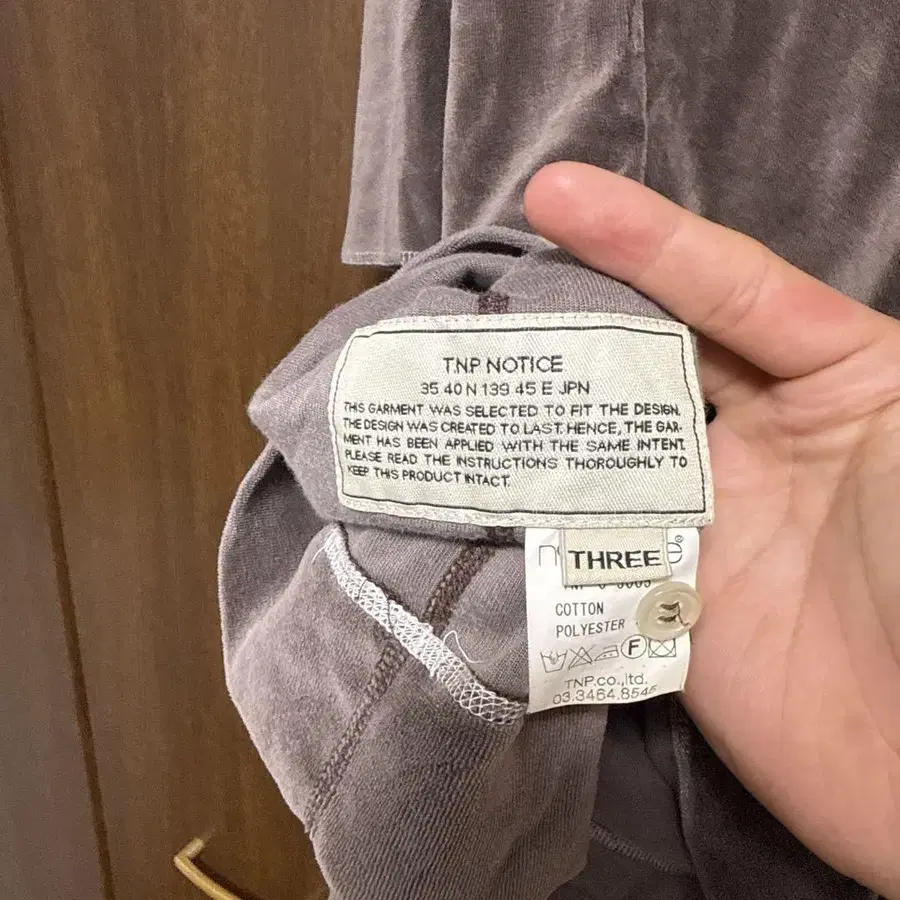 T.N.P. NOTICE
35 40 N 139 45 E JPN
THIS GARMENT WAS SELECTED TO FIT THE DESIGN.
THE DESIGN WAS CREATED TO LAST. HENCE, THE GAR-
MENT HAS BEEN APPLIED WITH THE SAME INTENT.
PLEASE READ THE INSTRUCTIONS THOROUGHLY TO
KEEP THIS PRODUCT INTACT.
THREE
COTTON
POLYESTER
F
TNP.co.,ltd.
03.3464.8545